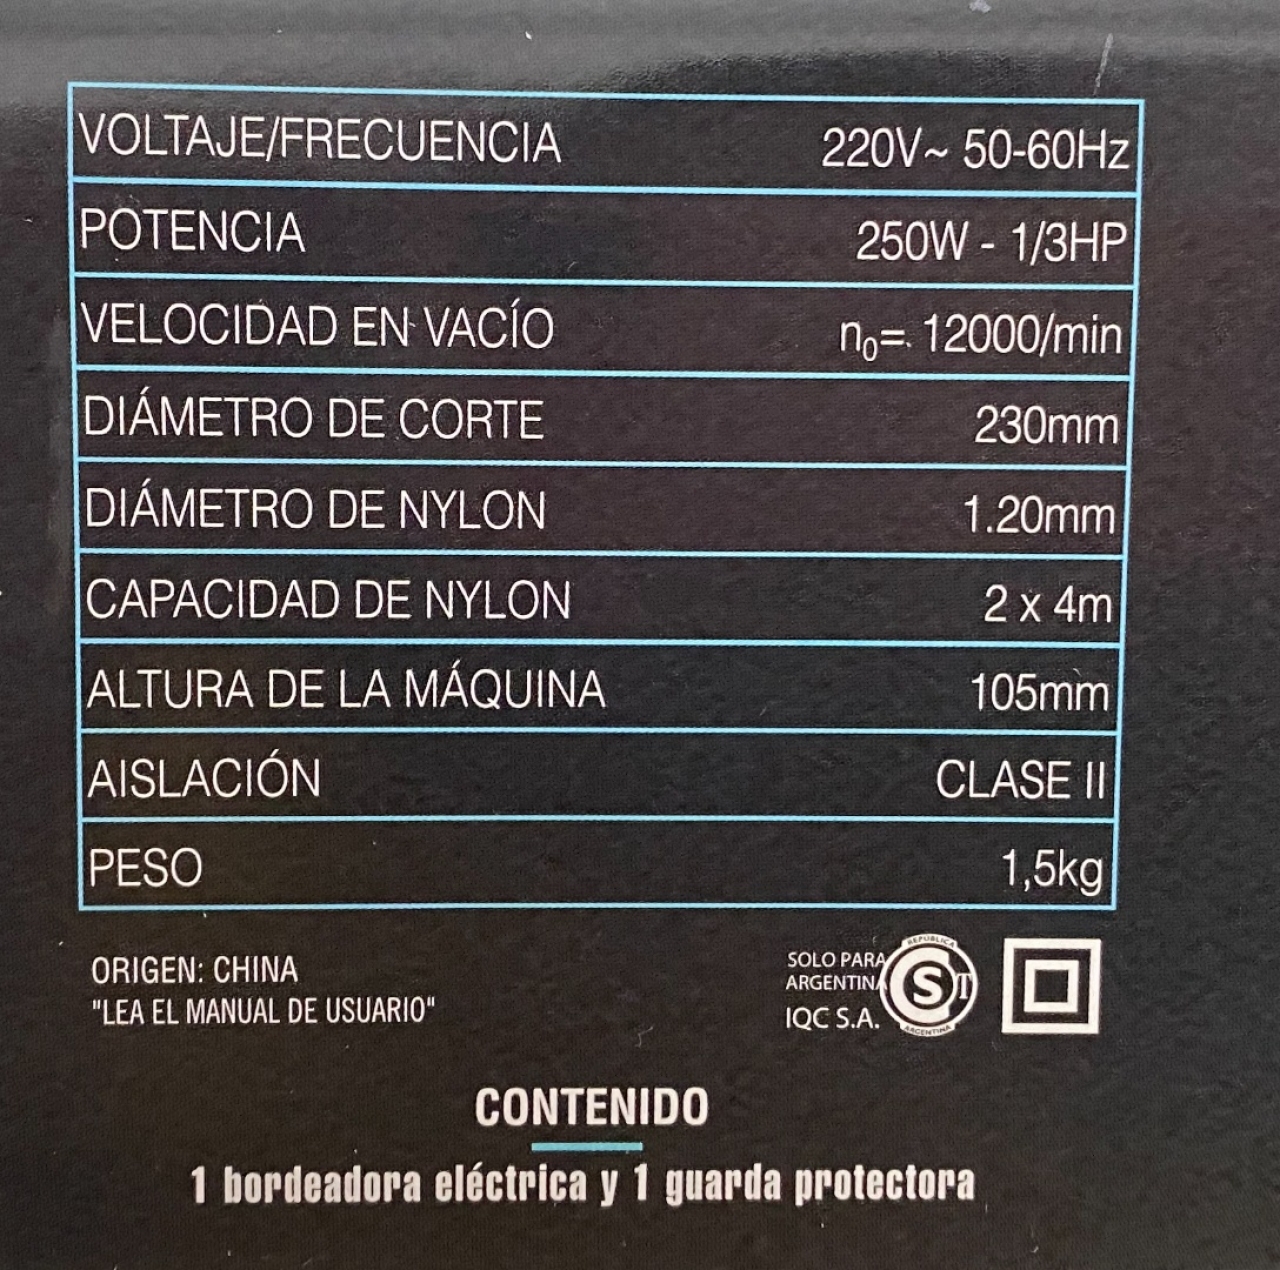 VOLTAJE/FRECUENCIA 220V~ 50-60Hz
POTENCIA 250W - 1/3HP
VELOCIDAD EN VACÍO n₀= 12000/min
DIÁMETRO DE CORTE 230mm
DIÁMETRO DE NYLON 1.20mm
CAPACIDAD DE NYLON 2 x 4m
ALTURA DE LA MÁQUINA 105mm
AISLACIÓN CLASE II
PESO 1,5kg
ORIGEN: CHINA
"LEA EL MANUAL DE USUARIO"
SOLO PARA
ARGENTINA
IQC S.A.
REPÚBLICA
S T
ARGENTINA
CONTENIDO
1 bordeadora eléctrica y 1 guarda protectora